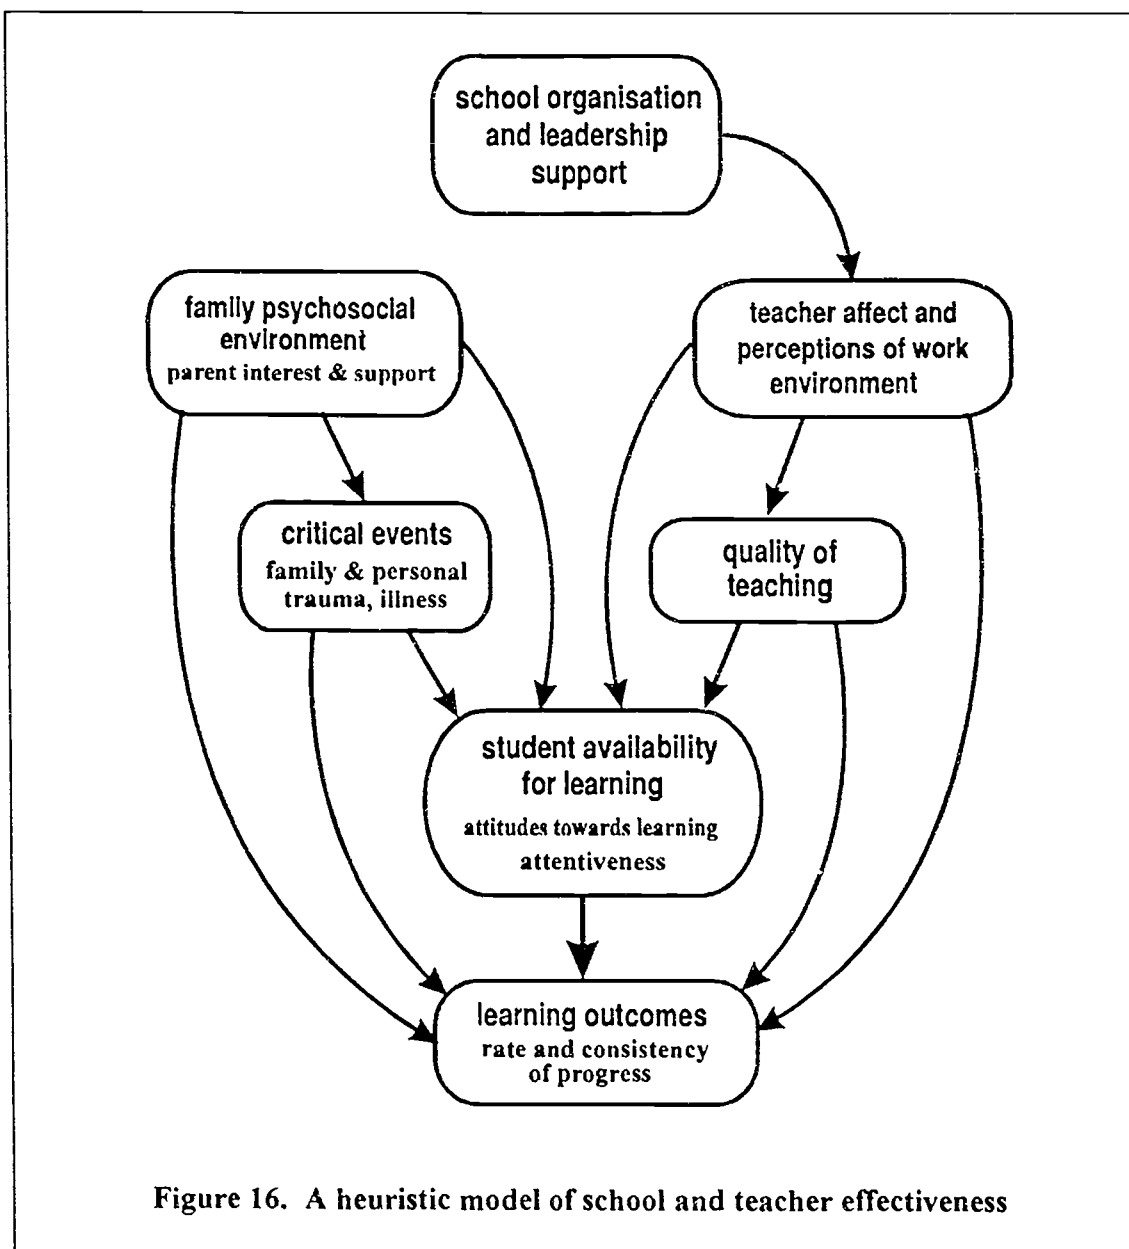 school organisation
and leadership
support
family psychosocial
environment
parent interest & support
teacher affect and
perceptions of work
environment
critical events
family & personal
trauma, illness
quality of
teaching
student availability
for learning
attitudes towards learning
attentiveness
learning outcomes
rate and consistency
of progress
Figure 16. A heuristic model of school and teacher effectiveness